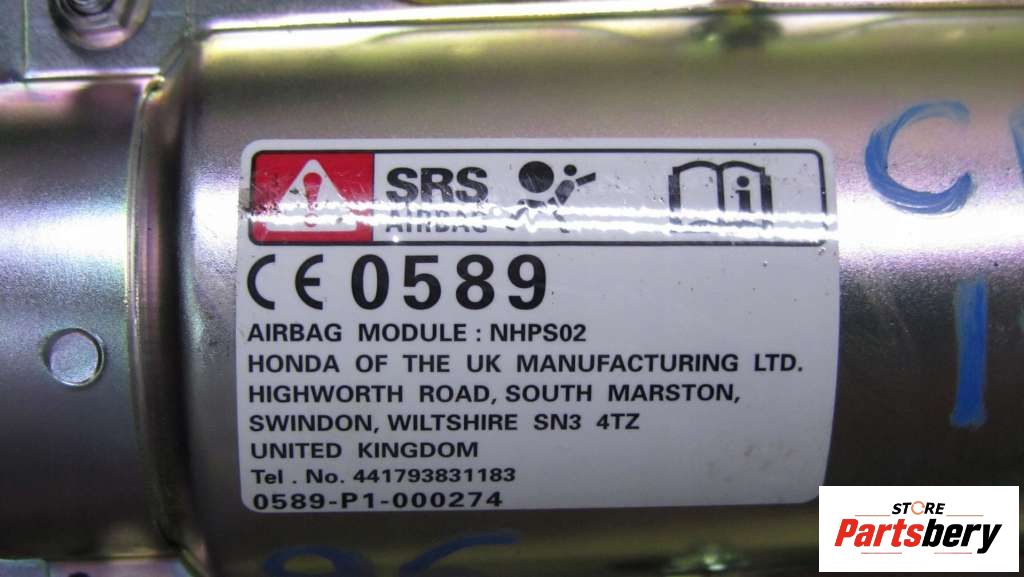 SRS
AIRBAG
i
CE 0589
AIRBAG MODULE : NHPS02
HONDA OF THE UK MANUFACTURING LTD.
HIGHWORTH ROAD, SOUTH MARSTON,
SWINDON, WILTSHIRE SN3 4TZ
UNITED KINGDOM
Tel . No. 441793831183
0589-P1-000274
STORE
Partsbery